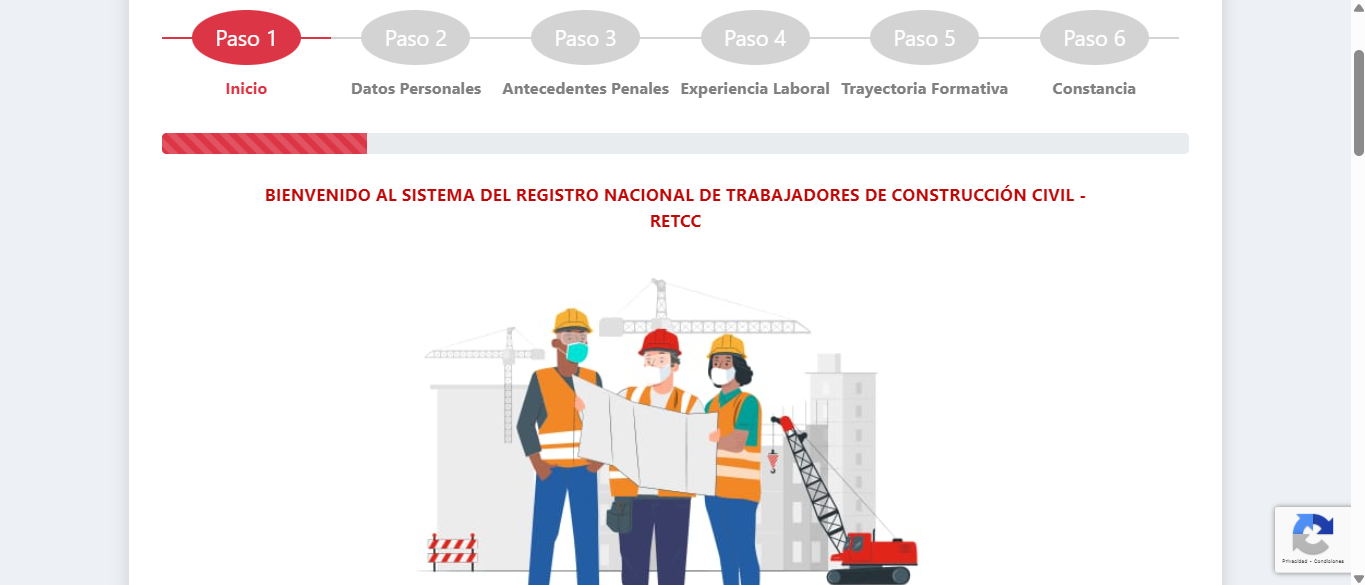 Paso 1 Paso 2 Paso 3 Paso 4 Paso 5 Paso 6
Inicio Datos Personales Antecedentes Penales Experiencia Laboral Trayectoria Formativa Constancia
BIENVENIDO AL SISTEMA DEL REGISTRO NACIONAL DE TRABAJADORES DE CONSTRUCCIÓN CIVIL -
RETCC
Privacidad - Condiciones